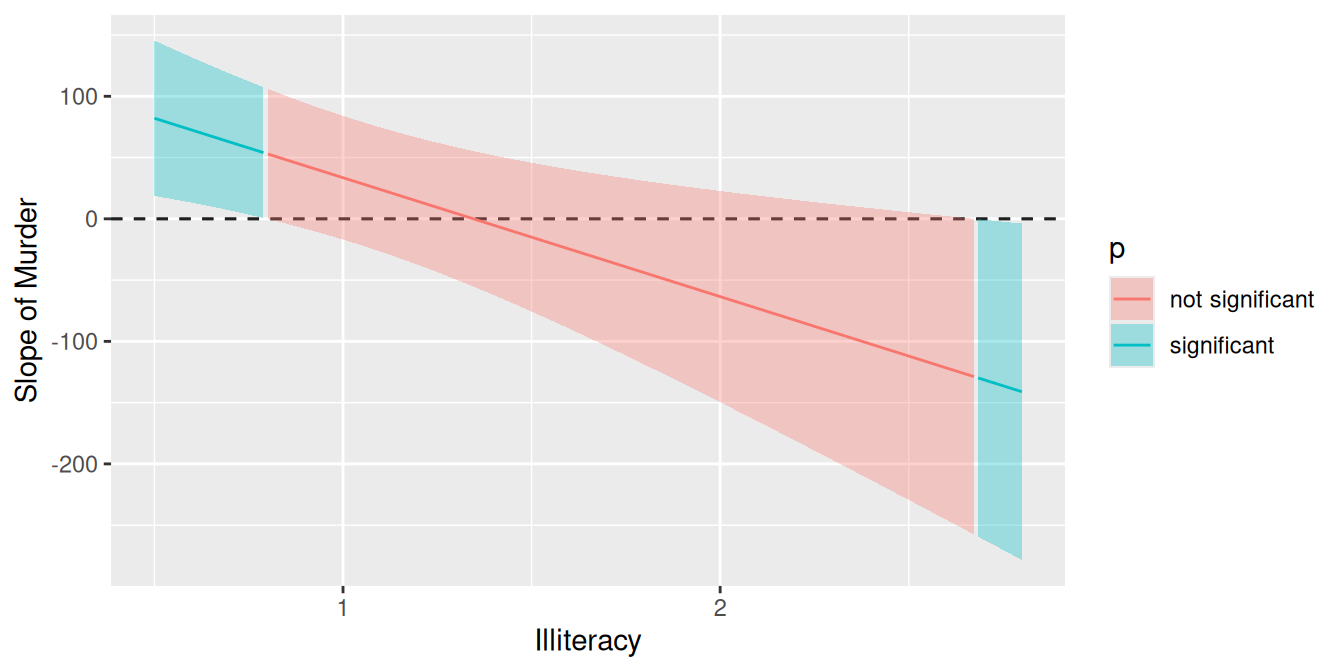 Slope of Murder
100
0
-100
-200
1
2
Illiteracy
p
not significant
significant